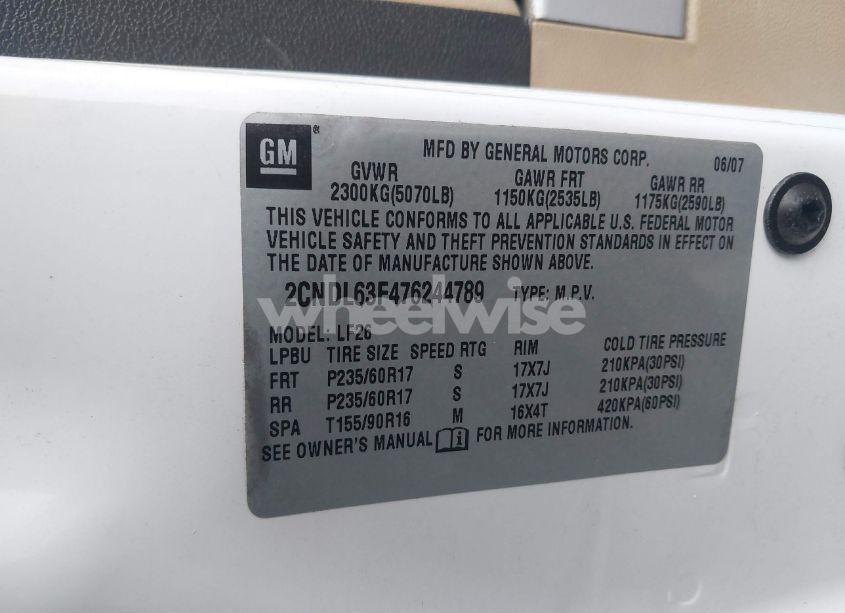 GM ®
MFD BY GENERAL MOTORS CORP. 06/07
GVWR GAWR FRT GAWR RR
2300KG(5070LB) 1150KG(2535LB) 1175KG(2590LB)
THIS VEHICLE CONFORMS TO ALL APPLICABLE U.S. FEDERAL MOTOR
VEHICLE SAFETY AND THEFT PREVENTION STANDARDS IN EFFECT ON
THE DATE OF MANUFACTURE SHOWN ABOVE.
2CNDL63F476244789 TYPE: M.P.V.
wheelwise
MODEL: LF26
LPBU TIRE SIZE SPEED RTG RIM COLD TIRE PRESSURE
FRT P235/60R17 S 17X7J 210KPA(30PSI)
RR P235/60R17 S 17X7J 210KPA(30PSI)
SPA T155/90R16 M 16X4T 420KPA(60PSI)
SEE OWNER'S MANUAL FOR MORE INFORMATION.